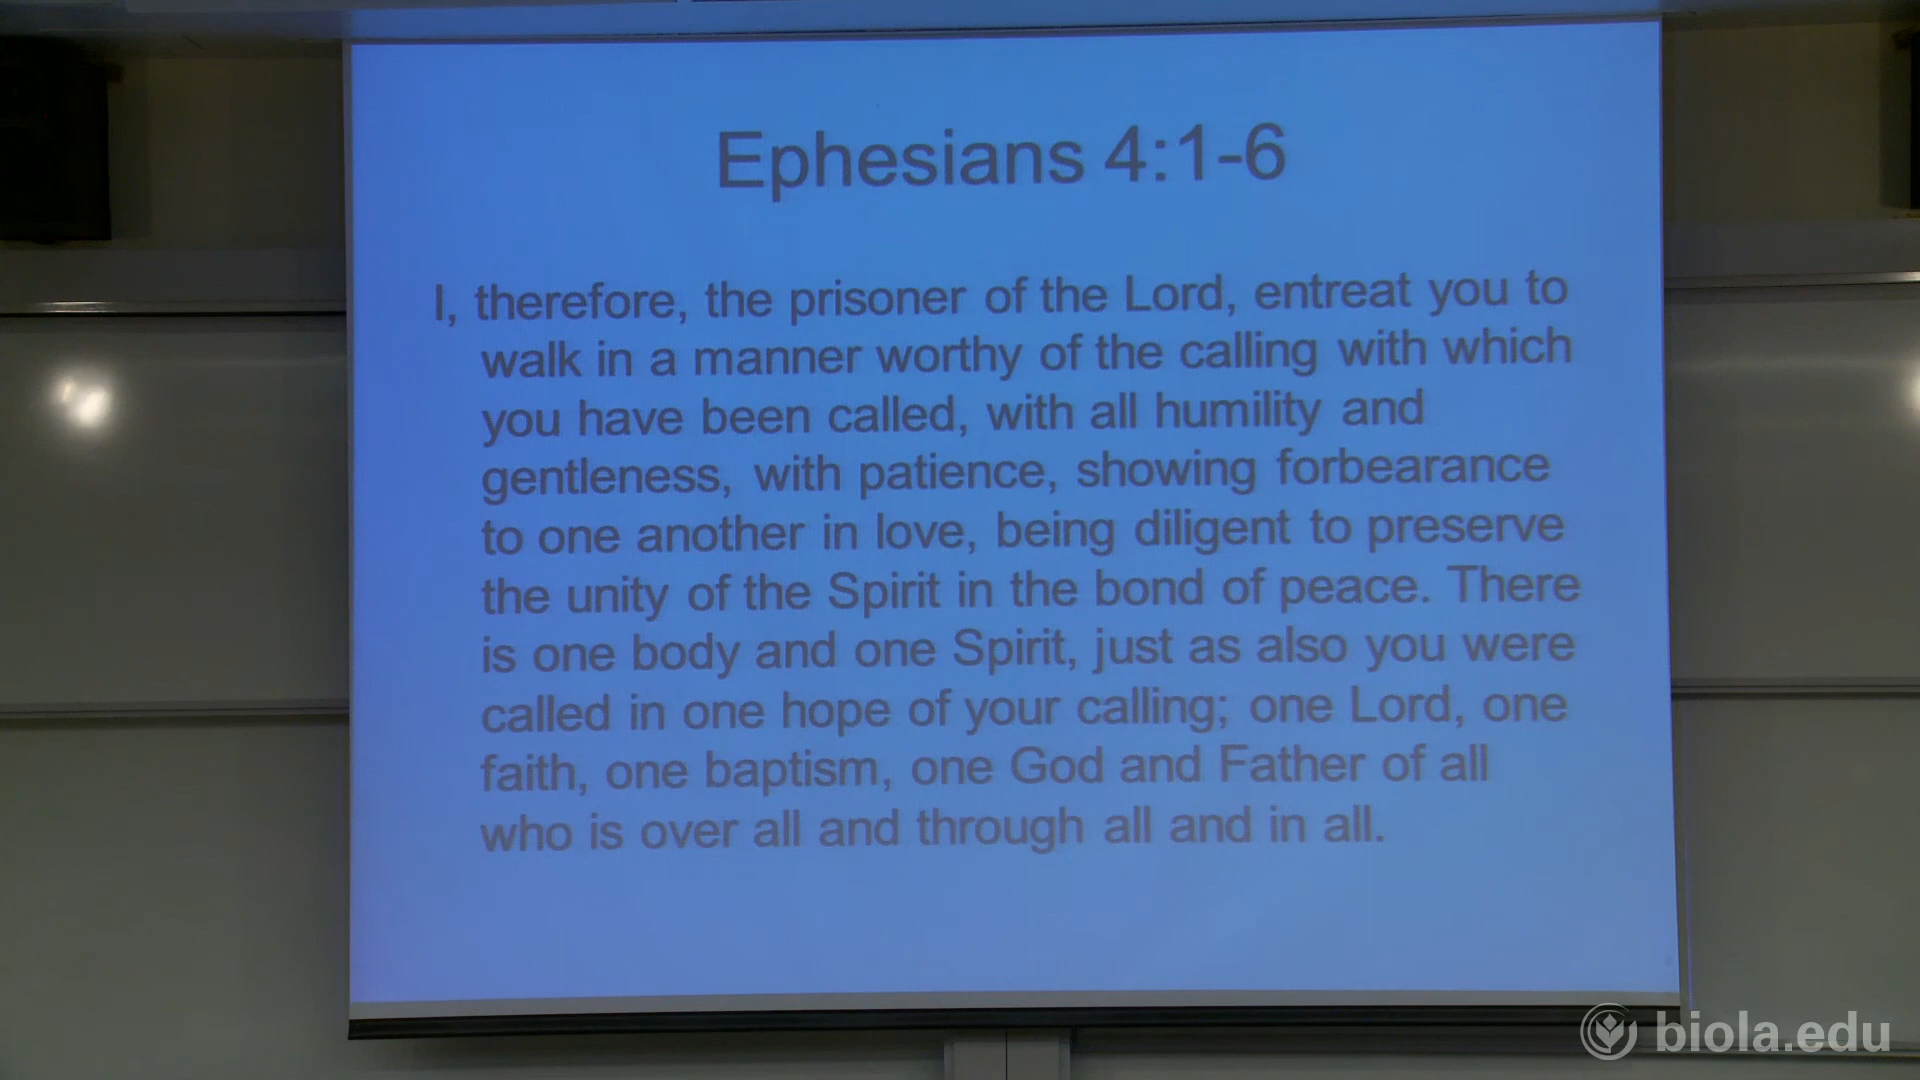 Ephesians 4:1-6
I, therefore, the prisoner of the Lord, entreat you to
walk in a manner worthy of the calling with which
you have been called, with all humility and
gentleness, with patience, showing forbearance
to one another in love, being diligent to preserve
the unity of the Spirit in the bond of peace. There
is one body and one Spirit, just as also you were
called in one hope of your calling; one Lord, one
faith, one baptism, one God and Father of all
who is over all and through all and in all.
biola.edu